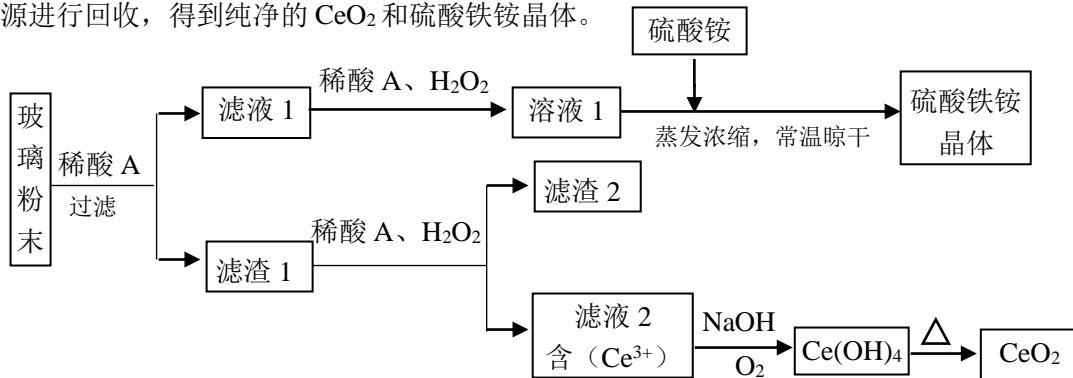 源进行回收，得到纯净的 CeO₂ 和硫酸铁铵晶体。
硫酸铵
玻璃粉末
稀酸 A
过滤
滤液 1
稀酸 A、H₂O₂
溶液 1
蒸发浓缩，常温晾干
硫酸铁铵
晶体
滤渣 1
稀酸 A、H₂O₂
滤渣 2
滤液 2
含（Ce³⁺）
NaOH
O₂
Ce(OH)₄
△
CeO₂